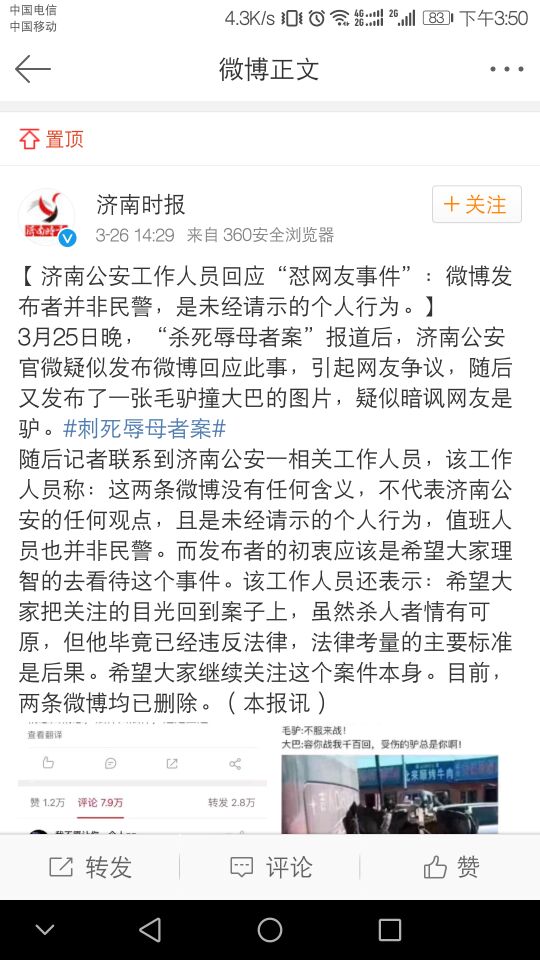 中国电信
中国移动
4.3K/s
4G
2G
2G
83
下午3:50
微博正文
置顶
济南时报
3-26 14:29 来自 360安全浏览器
+关注
【 济南公安工作人员回应“怼网友事件”：微博发
布者并非民警，是未经请示的个人行为。】
3月25日晚，“杀死辱母者案”报道后，济南公安
官微疑似发布微博回应此事，引起网友争议，随后
又发布了一张毛驴撞大巴的图片，疑似暗讽网友是
驴。#刺死辱母者案#
随后记者联系到济南公安一相关工作人员，该工作
人员称：这两条微博没有任何含义，不代表济南公
安的任何观点，且是未经请示的个人行为，值班人
员也并非民警。而发布者的初衷应该是希望大家理
智的去看待这个事件。该工作人员还表示：希望大
家把关注的目光回到案子上，虽然杀人者情有可
原，但他毕竟已经违反法律，法律考量的主要标准
是后果。希望大家继续关注这个案件本身。目前，
两条微博均已删除。（本报讯）
查看翻译
赞 1.2万 评论 7.9万 转发 2.8万
毛驴:不服来战!
大巴:容你战我千百回，受伤的驴总是你啊!
烤牛肉
转发
评论
赞